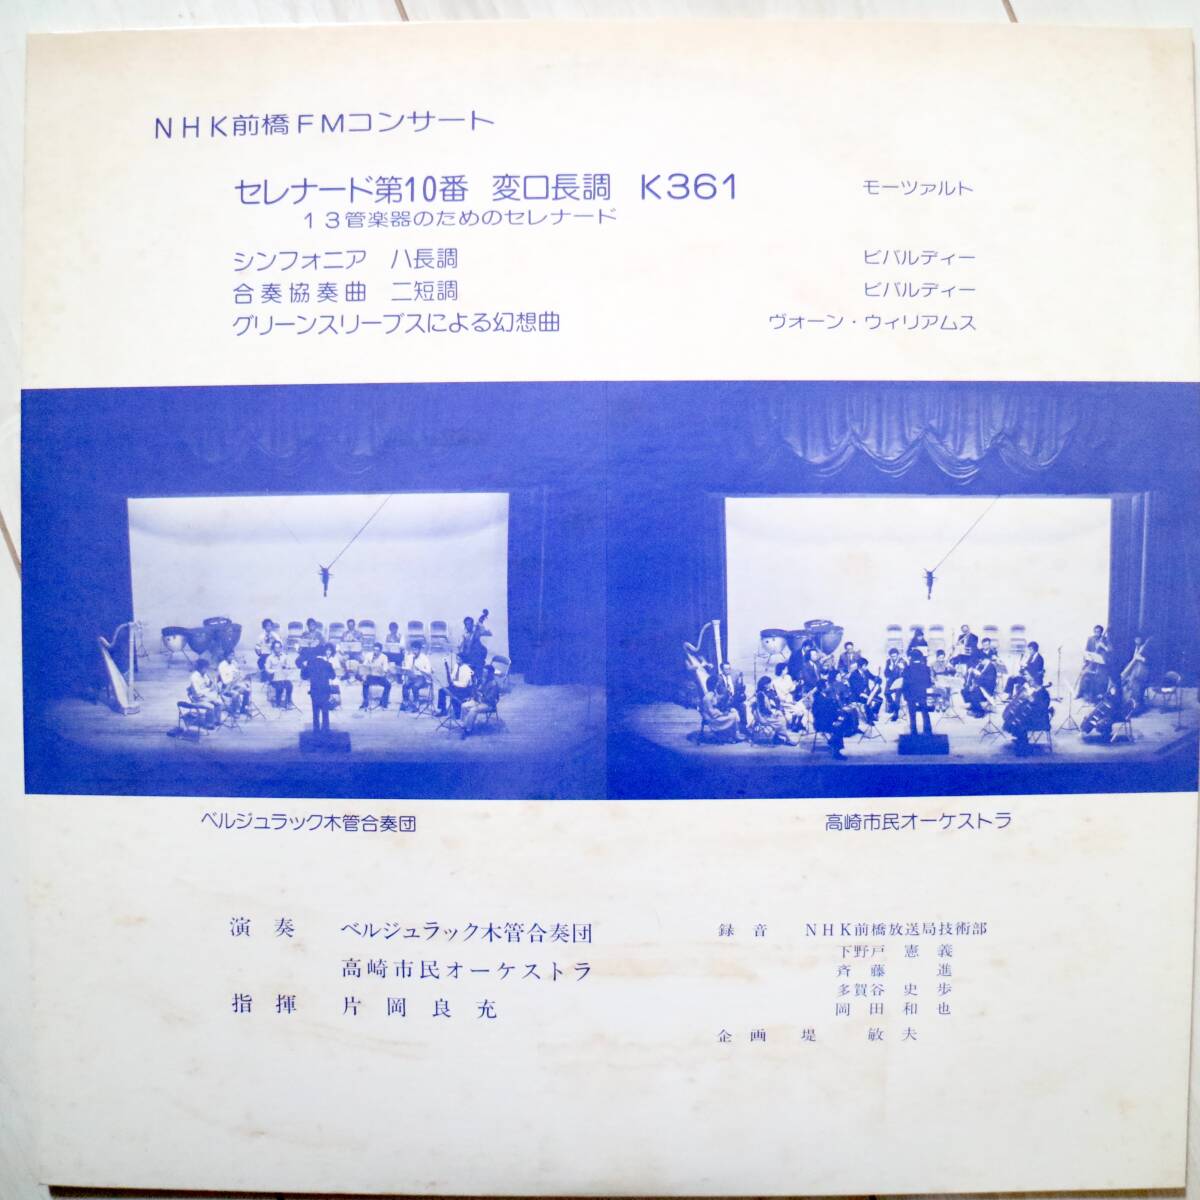 NHK前橋FMコンサート
セレナード第10番 変ロ長調 K361 モーツァルト
13管楽器のためのセレナード
シンフォニア ハ長調 ビバルディー
合奏協奏曲 ニ短調 ビバルディー
グリーンスリーブスによる幻想曲 ヴォーン・ウィリアムス
ベルジュラック木管合奏団 高崎市民オーケストラ
演奏 ベルジュラック木管合奏団
高崎市民オーケストラ
指揮 片岡良充
録音 NHK前橋放送局技術部
下野戸憲義
斉藤進
多賀谷史歩
岡田和也
企画 堤敏夫